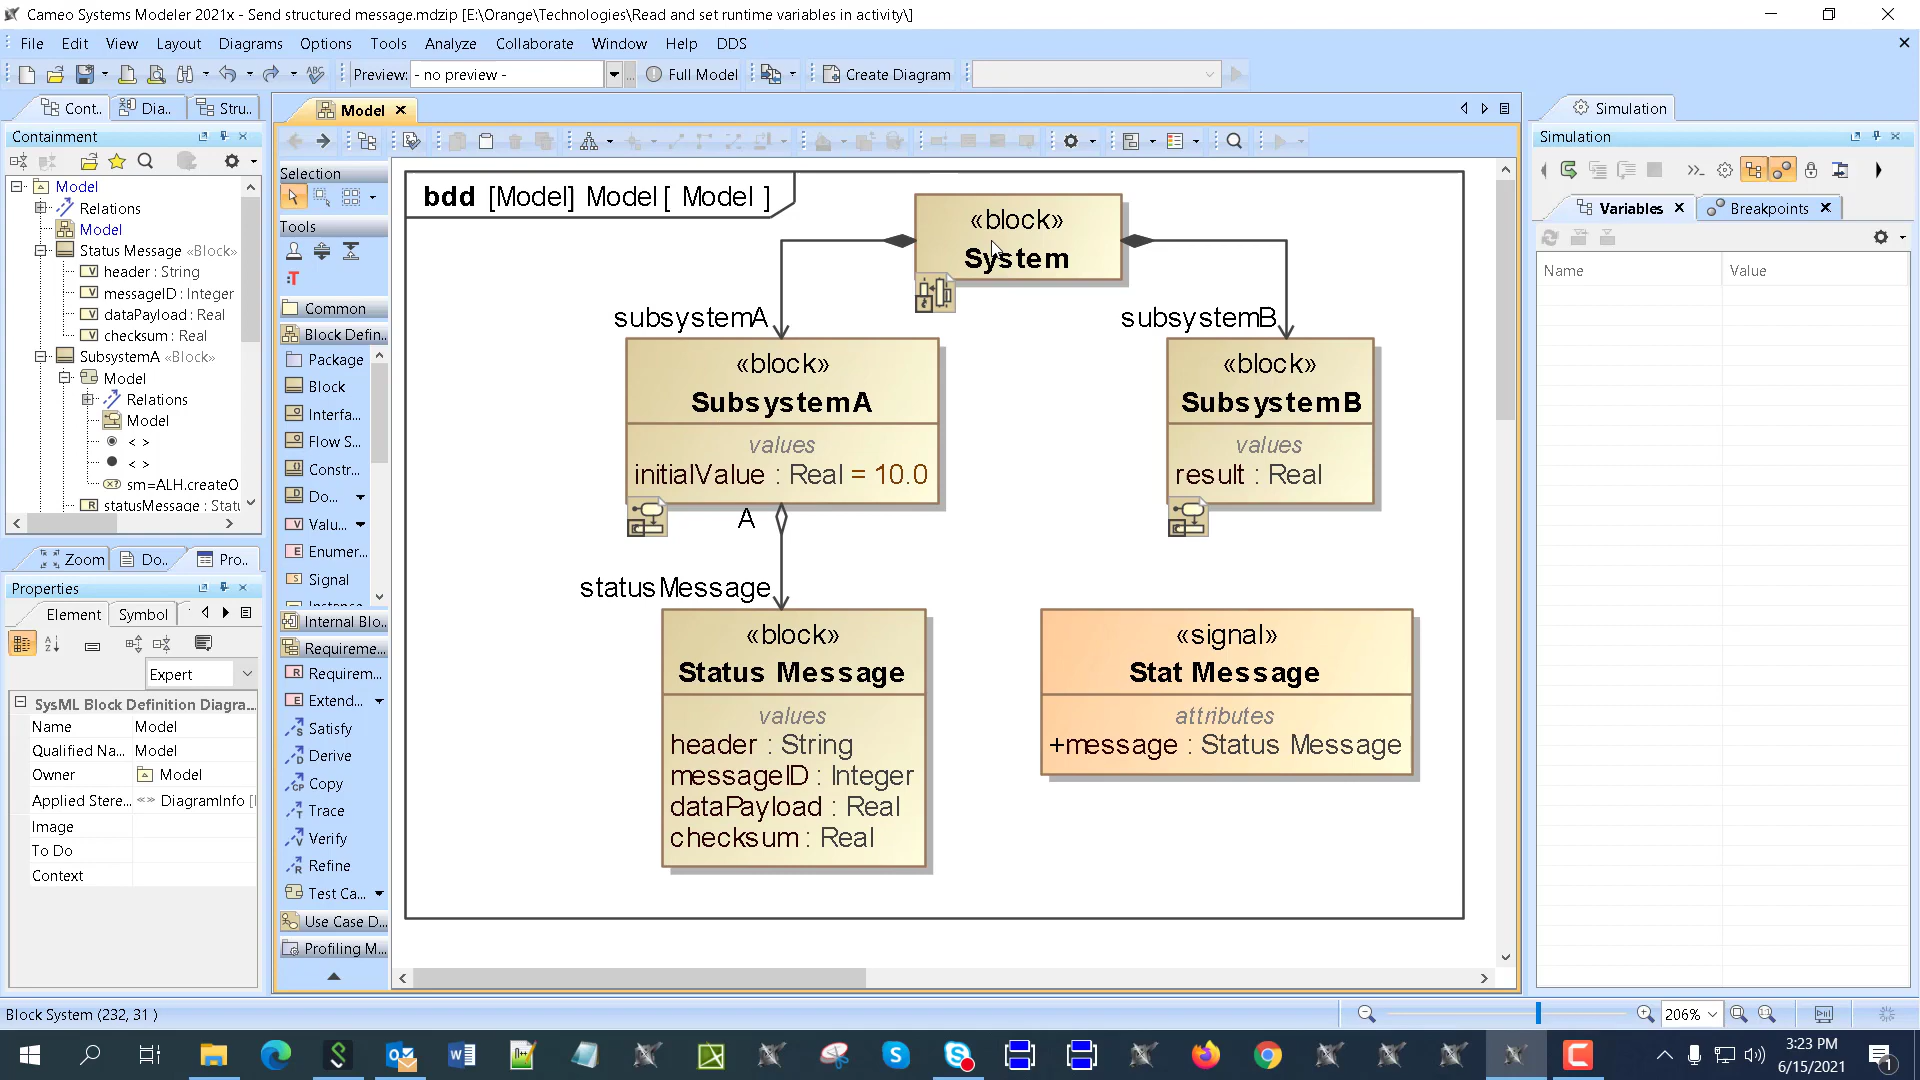 Cameo Systems Modeler 2021x - Send structured message.mdzip [E:\Orange\Technologies\Read and set runtime variables in activity\]
File Edit View Layout Diagrams Options Tools Analyze Collaborate Window Help DDS
Preview: - no preview - Full Model Create Diagram
Cont.. Dia.. Stru..
Containment
Model
Relations
Model
Status Message «Block»
header : String
messageID : Integer
dataPayload : Real
checksum : Real
SubsystemA «Block»
Model
Relations
Model
< >
< >
sm=ALH.createO
statusMessage : Statu
Zoom Do.. Pro..
Properties
Element Symbol
Expert
SysML Block Definition Diagra...
Name Model
Qualified Na... Model
Owner Model
Applied Stere... «» DiagramInfo [
Image
To Do
Context
Model
Selection
Tools
Common
Block Defin..
Package
Block
Interfa...
Flow S...
Constr...
Do...
Valu...
Enumer...
Signal
Internal Blo..
Requireme...
Requirem...
Extend...
Satisfy
Derive
Copy
Trace
Verify
Refine
Test Ca...
Use Case D...
Profiling M...
bdd [Model] Model [ Model ]
«block»
System
subsystemA
subsystemB
«block»
SubsystemA
values
initialValue : Real = 10.0
«block»
SubsystemB
values
result : Real
A
statusMessage
«block»
Status Message
values
header : String
messageID : Integer
dataPayload : Real
checksum : Real
«signal»
Stat Message
attributes
+message : Status Message
Simulation
Simulation
Variables Breakpoints
Name Value
Block System (232, 31 )
206%
3:23 PM
6/15/2021
1